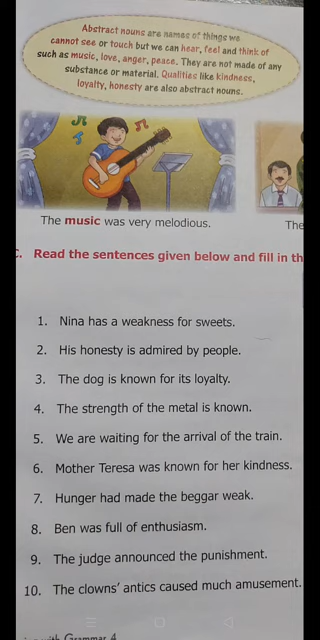 Abstract nouns are names of things we
cannot see or touch but we can hear, feel and think of
such as music, love, anger, peace. They are not made of any
substance or material. Qualities like kindness,
loyalty, honesty are also abstract nouns.
The music was very melodious.
The
C. Read the sentences given below and fill in th
1. Nina has a weakness for sweets.
2. His honesty is admired by people.
3. The dog is known for its loyalty.
4. The strength of the metal is known.
5. We are waiting for the arrival of the train.
6. Mother Teresa was known for her kindness.
7. Hunger had made the beggar weak.
8. Ben was full of enthusiasm.
9. The judge announced the punishment.
10. The clowns' antics caused much amusement.
with Grammar 4